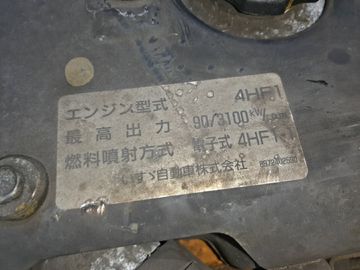 エンジン型式 4HF1
最高出力 90/3100 kW/
燃料噴射方式 電子式 4HF1
いすゞ自動車株式会社